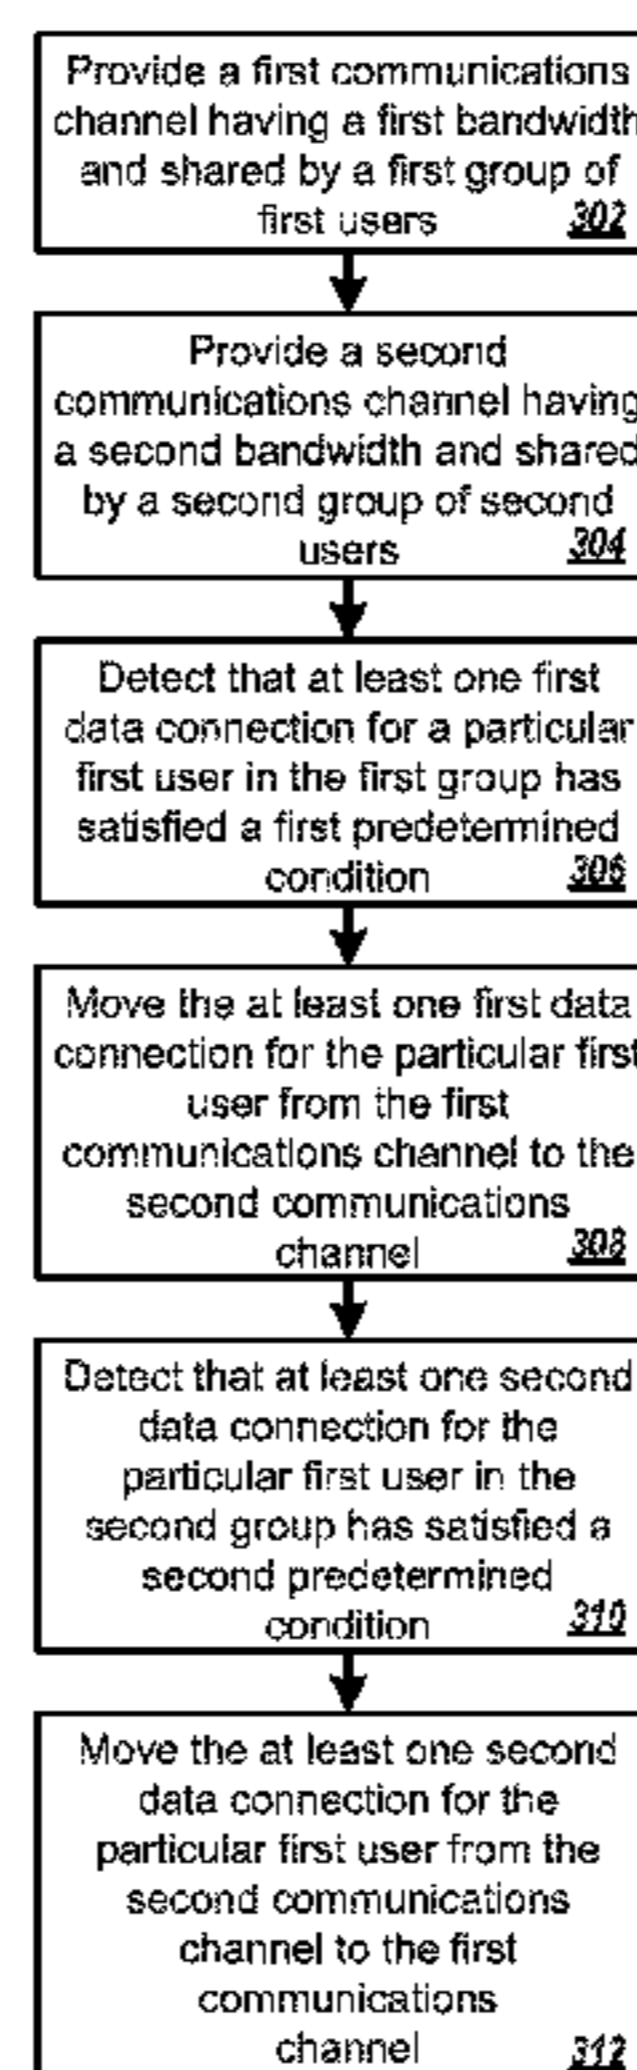 Provide a first communications
channel having a first bandwidth
and shared by a first group of
first users 302
Provide a second
communications channel having
a second bandwidth and shared
by a second group of second
users 304
Detect that at least one first
data connection for a particular
first user in the first group has
satisfied a first predetermined
condition 306
Move the at least one first data
connection for the particular first
user from the first
communications channel to the
second communications
channel 308
Detect that at least one second
data connection for the
particular first user in the
second group has satisfied a
second predetermined
condition 310
Move the at least one second
data connection for the
particular first user from the
second communications
channel to the first
communications
channel 312